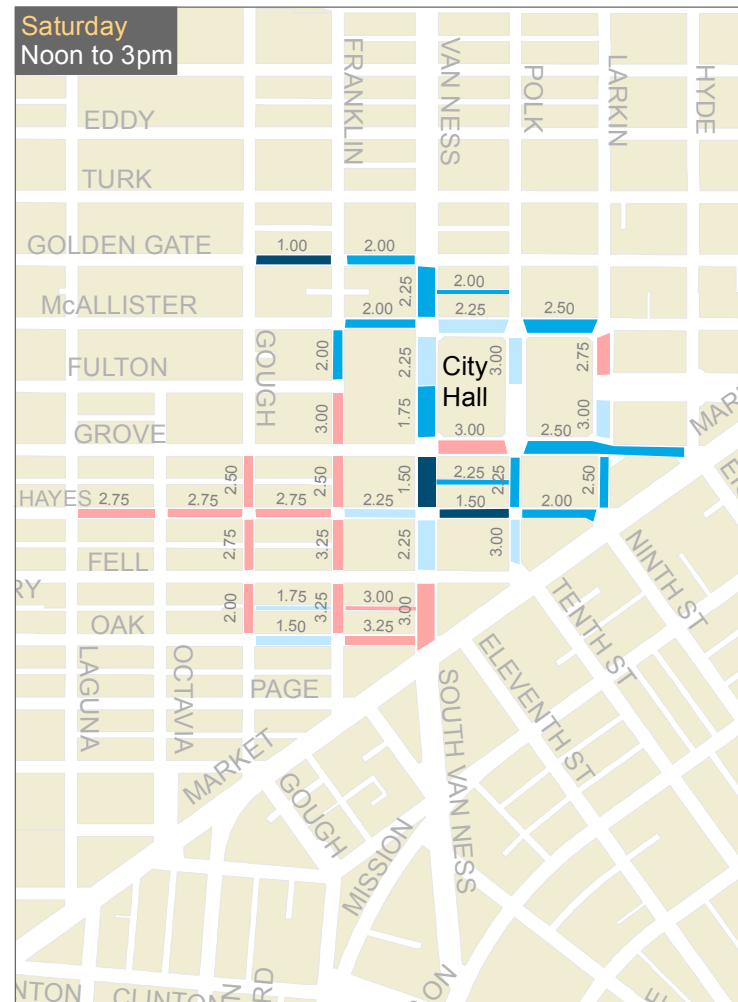 Saturday
Noon to 3pm
FRANKLIN
VAN NESS
POLK
LARKIN
HYDE
EDDY
TURK
GOLDEN GATE
1.00
2.00
McALLISTER
2.25
2.00
2.00
2.25
2.50
FULTON
GOUGH
2.00
2.25
City
Hall
3.00
2.75
GROVE
3.00
1.75
3.00
2.50
3.00
MARK
HAYES
2.75
2.75
2.50
2.75
2.50
2.25
1.50
2.25
1.50
2.25
2.00
2.50
FELL
2.75
3.25
2.25
3.00
RY
OAK
2.00
1.75
1.50
3.25
3.00
3.25
3.00
NINTH ST
TENTH ST
ELEVENTH ST
LAGUNA
OCTAVIA
PAGE
SOUTH VAN NESS
MARKET
GOUGH
MISSION
NTON
CLINTON
N
RD
ON
E
EI